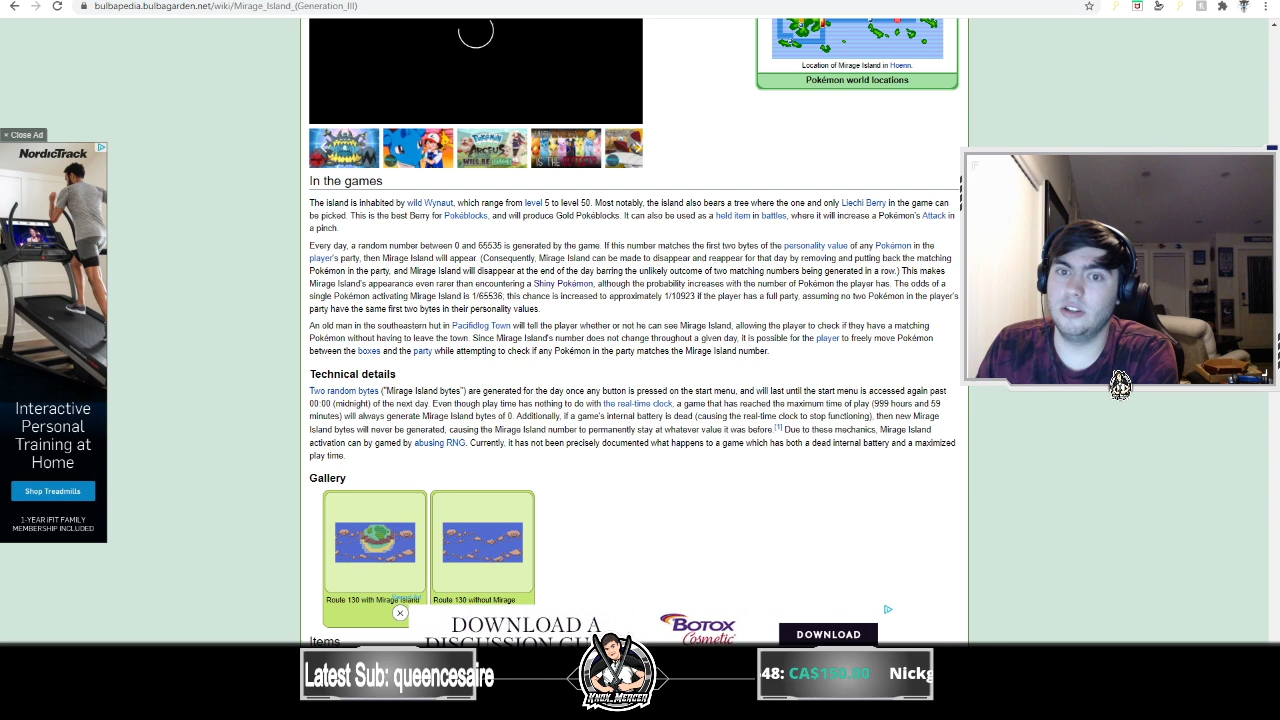 bulbapedia.bulbagarden.net/wiki/Mirage_Island_(Generation_III)
Location of Mirage Island in Hoenn.
Pokémon world locations
× Close Ad
NordicTrack
In the games
The island is inhabited by wild Wynaut, which range from level 5 to level 50. Most notably, the island also bears a tree where the one and only Liechi Berry in the game can
be picked. This is the best Berry for Pokéblocks, and will produce Gold Pokéblocks. It can also be used as a held item in battles, where it will increase a Pokémon's Attack in
a pinch.
Every day, a random number between 0 and 65535 is generated by the game. If this number matches the first two bytes of the personality value of any Pokémon in the
player's party, then Mirage Island will appear. (Consequently, Mirage Island can be made to disappear and reappear for that day by removing and putting back the matching
Pokémon in the party, and Mirage Island will disappear at the end of the day barring the unlikely outcome of two matching numbers being generated in a row.) This makes
Mirage Island's appearance even rarer than encountering a Shiny Pokémon, although the probability increases with the number of Pokémon the player has. The odds of a
single Pokémon activating Mirage Island is 1/65536; this chance is increased to approximately 1/10923 if the player has a full party, assuming no two Pokémon in the player's
party have the same first two bytes in their personality values.
An old man in the southeastern hut in Pacifidlog Town will tell the player whether or not he can see Mirage Island, allowing the player to check if they have a matching
Pokémon without having to leave the town. Since Mirage Island's number does not change throughout a given day, it is possible for the player to freely move Pokémon
between the boxes and the party while attempting to check if any Pokémon in the party matches the Mirage Island number.
Technical details
Two random bytes ("Mirage Island bytes") are generated for the day once any button is pressed on the start menu, and will last until the start menu is accessed again past
00:00 (midnight) of the next day. Even though play time has nothing to do with the real-time clock, a game that has reached the maximum time of play (999 hours and 59
minutes) will always generate Mirage Island bytes of 0. Additionally, if a game's internal battery is dead (causing the real-time clock to stop functioning), then new Mirage
Island bytes will never be generated, causing the Mirage Island number to permanently stay at whatever value it was before.[1] Due to these mechanics, Mirage Island
activation can by gamed by abusing RNG. Currently, it has not been precisely documented what happens to a game which has both a dead internal battery and a maximized
play time.
Gallery
Route 130 with Mirage Island
Route 130 without Mirage
Items
Interactive
Personal
Training at
Home
Shop Treadmills
1-YEAR iFIT FAMILY
MEMBERSHIP INCLUDED
DOWNLOAD A
DISCUSSION
BOTOX
Cosmetic
DOWNLOAD
Latest Sub: queencesaire
KNOX_MERCER
48: CA$150.00 Nickg